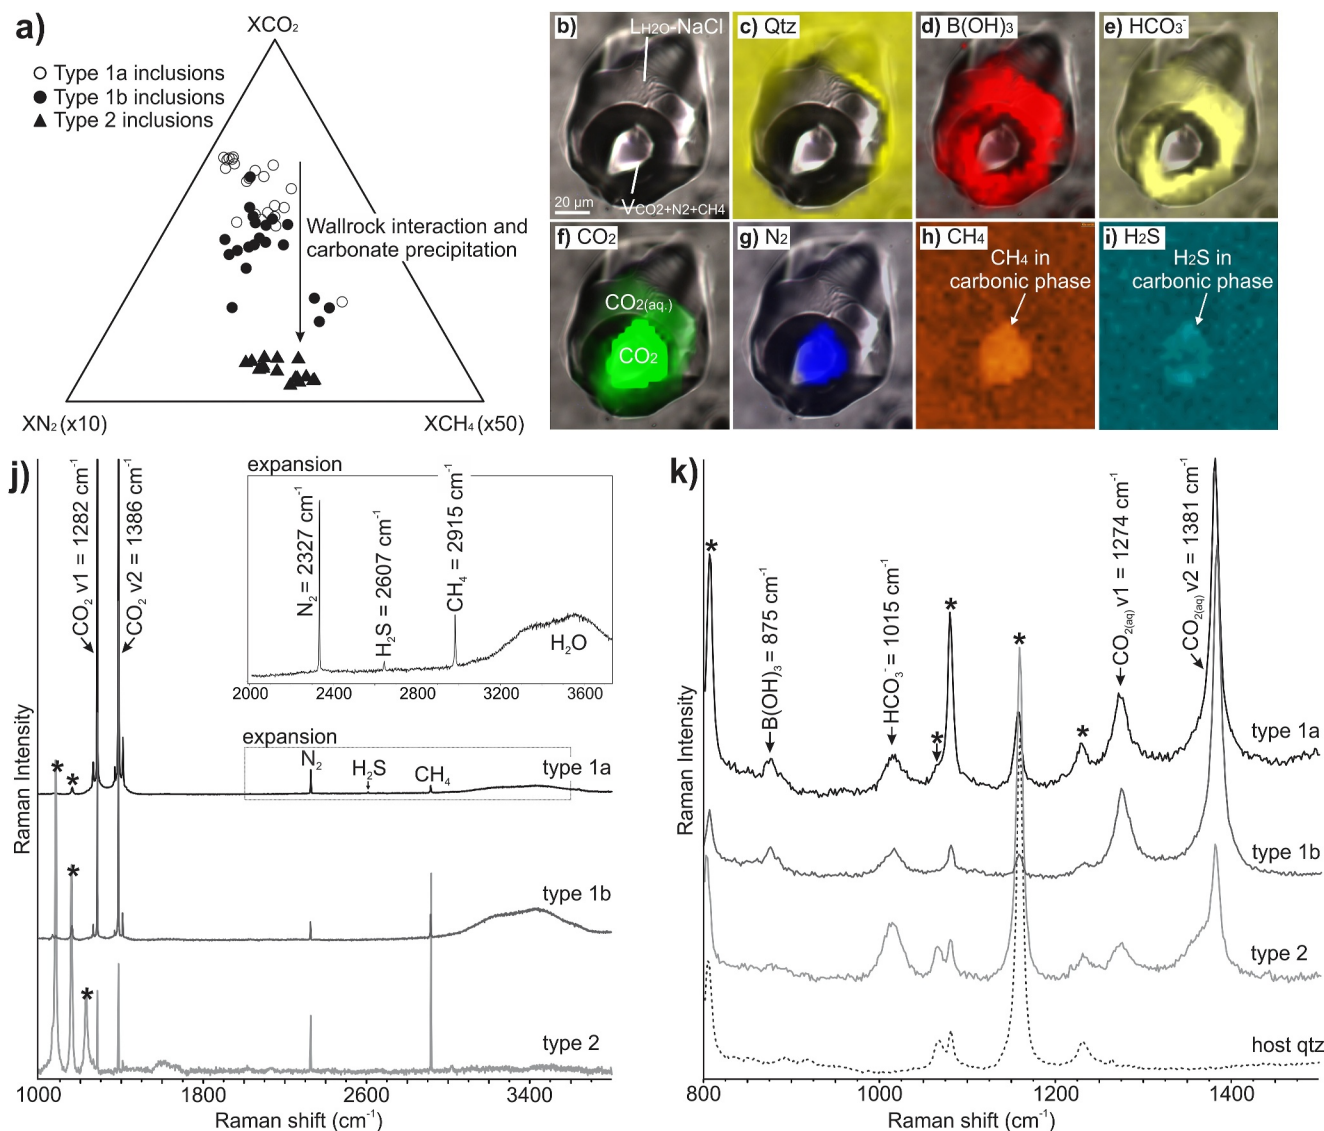 a)
XCO₂
Type 1a inclusions
Type 1b inclusions
Type 2 inclusions
Wallrock interaction and
carbonate precipitation
XN₂ (x10)
XCH₄ (x50)
b)
LH2O-NaCl
20 µm
VCO2+N2+CH4
c) Qtz
d) B(OH)₃
e) HCO₃⁻
f) CO₂
CO₂(aq.)
CO₂
g) N₂
h) CH₄
CH₄ in
carbonic phase
i) H₂S
H₂S in
carbonic phase
j)
CO₂ v1 = 1282 cm⁻¹
CO₂ v2 = 1386 cm⁻¹
expansion
N₂ = 2327 cm⁻¹
H₂S = 2607 cm⁻¹
CH₄ = 2915 cm⁻¹
H₂O
2000 2400 2800 3200 3600
expansion
N₂
H₂S
CH₄
type 1a
* *
type 1b
*
type 2
*
Raman Intensity
1000 1800 2600 3400
Raman shift (cm⁻¹)
k)
*
B(OH)₃ = 875 cm⁻¹
HCO₃⁻ = 1015 cm⁻¹
*
*
*
*
CO₂(aq) v1 = 1274 cm⁻¹
CO₂(aq) v2 = 1381 cm⁻¹
type 1a
type 1b
type 2
host qtz
Raman Intensity
800 1000 1200 1400
Raman shift (cm⁻¹)